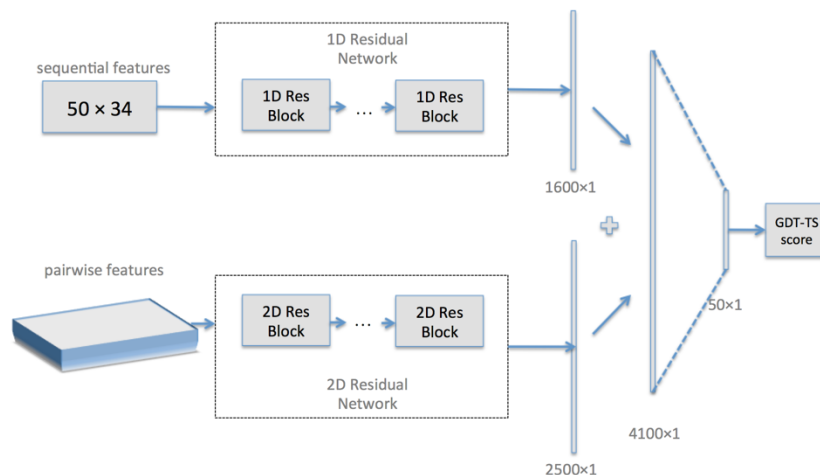 1D Residual
Network
sequential features
50 × 34
1D Res
Block
...
1D Res
Block
1600×1
GDT-TS
score
pairwise features
2D Res
Block
...
2D Res
Block
50×1
2D Residual
Network
4100×1
2500×1